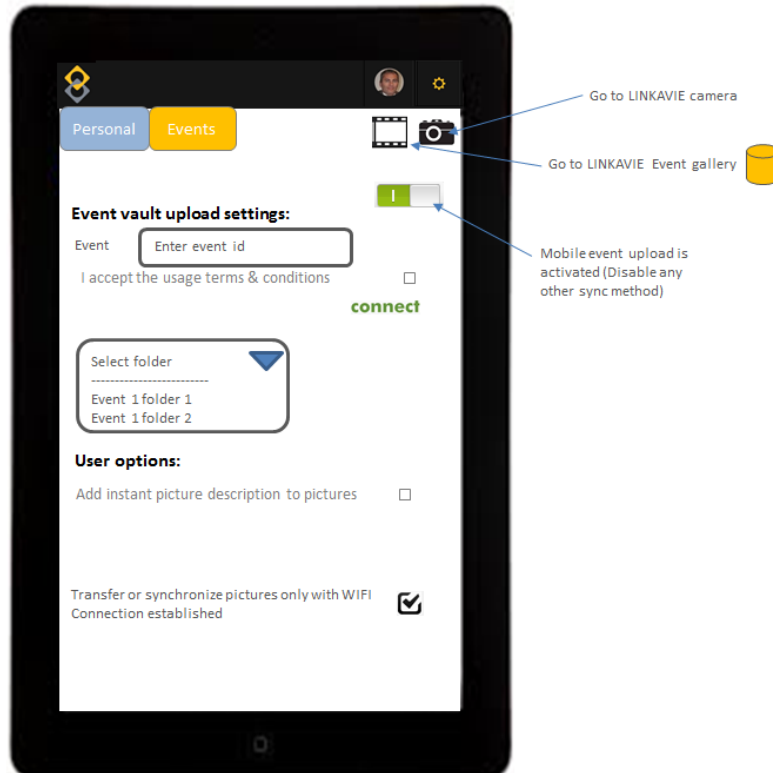 Go to LINKAVIE camera
Personal
Events
Go to LINKAVIE Event gallery
I
Event vault upload settings:
Event
Enter event id
Mobile event upload is
activated (Disable any
other sync method)
I accept the usage terms & conditions
connect
Select folder
-------------------------
Event 1 folder 1
Event 1 folder 2
User options:
Add instant picture description to pictures
Transfer or synchronize pictures only with WIFI
Connection established